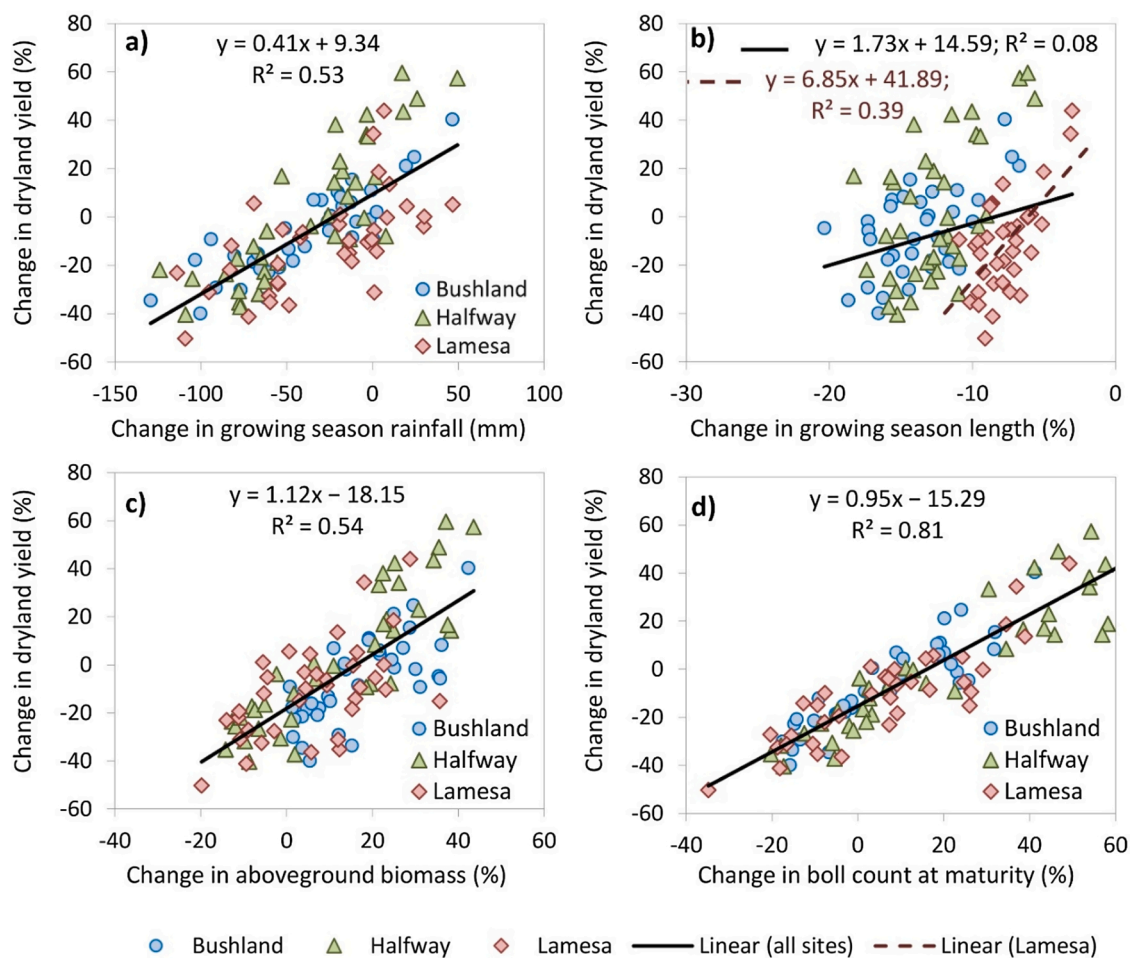 a)
y = 0.41x + 9.34
R² = 0.53
Change in dryland yield (%)
80
60
40
20
0
-20
-40
-60
Bushland
Halfway
Lamesa
-150 -100 -50 0 50 100
Change in growing season rainfall (mm)
b)
y = 1.73x + 14.59; R² = 0.08
y = 6.85x + 41.89;
R² = 0.39
Change in dryland yield (%)
80
60
40
20
0
-20
-40
-60
-30 -20 -10 0
Change in growing season length (%)
c)
y = 1.12x − 18.15
R² = 0.54
Change in dryland yield (%)
80
60
40
20
0
-20
-40
-60
Bushland
Halfway
Lamesa
-40 -20 0 20 40 60
Change in aboveground biomass (%)
d)
y = 0.95x − 15.29
R² = 0.81
Change in dryland yield (%)
80
60
40
20
0
-20
-40
-60
Bushland
Halfway
Lamesa
-40 -20 0 20 40 60
Change in boll count at maturity (%)
Bushland Halfway Lamesa Linear (all sites) Linear (Lamesa)